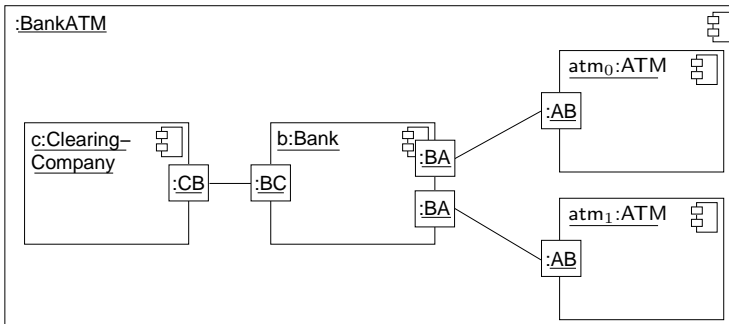 :BankATM
c:Clearing–
Company
:CB
:BC
b:Bank
:BA
:BA
atm₀:ATM
:AB
atm₁:ATM
:AB